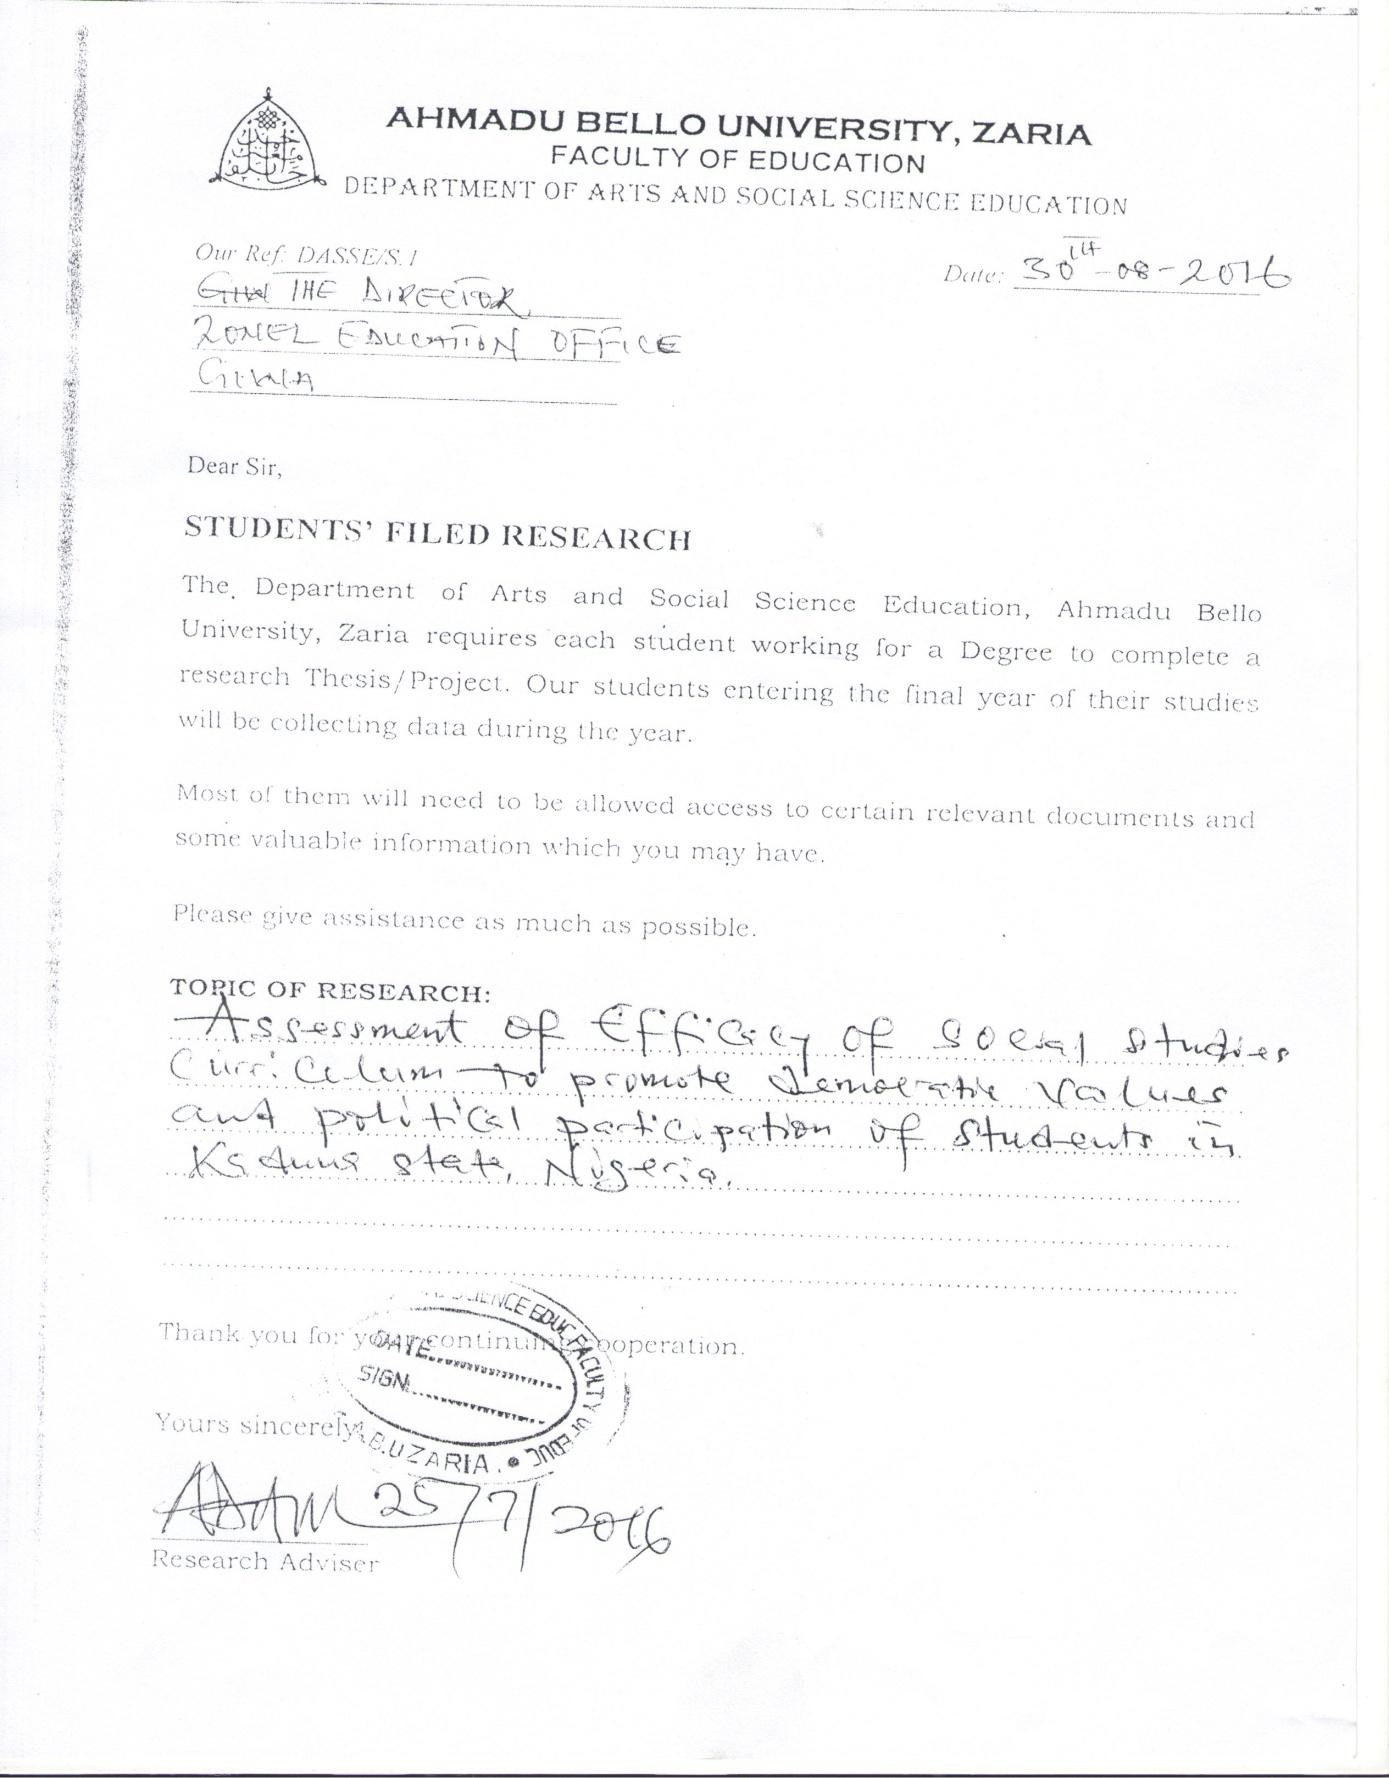 AHMADU BELLO UNIVERSITY, ZARIA
FACULTY OF EDUCATION
DEPARTMENT OF ARTS AND SOCIAL SCIENCE EDUCATION
Our Ref: DASSE/S.1
Date: 30th-08-2016
THE DIRECTOR,
ZONEL EDUCATION OFFICE
GIWA
Dear Sir,
STUDENTS' FILED RESEARCH
The Department of Arts and Social Science Education, Ahmadu Bello
University, Zaria requires each student working for a Degree to complete a
research Thesis/Project. Our students entering the final year of their studies
will be collecting data during the year.
Most of them will need to be allowed access to certain relevant documents and
some valuable information which you may have.
Please give assistance as much as possible.
TOPIC OF RESEARCH:
Assessment of Efficacy of Social Studies
Curriculum to promote democratic values
and political participation of students in
Kaduna state, Nigeria.
Thank you for your continuing cooperation.
SCIENCE EDUC FACULTY OF EDUC
DATE
SIGN
A.B.U ZARIA.
Yours sincerely
ADAM 25/7/2016
Research Adviser